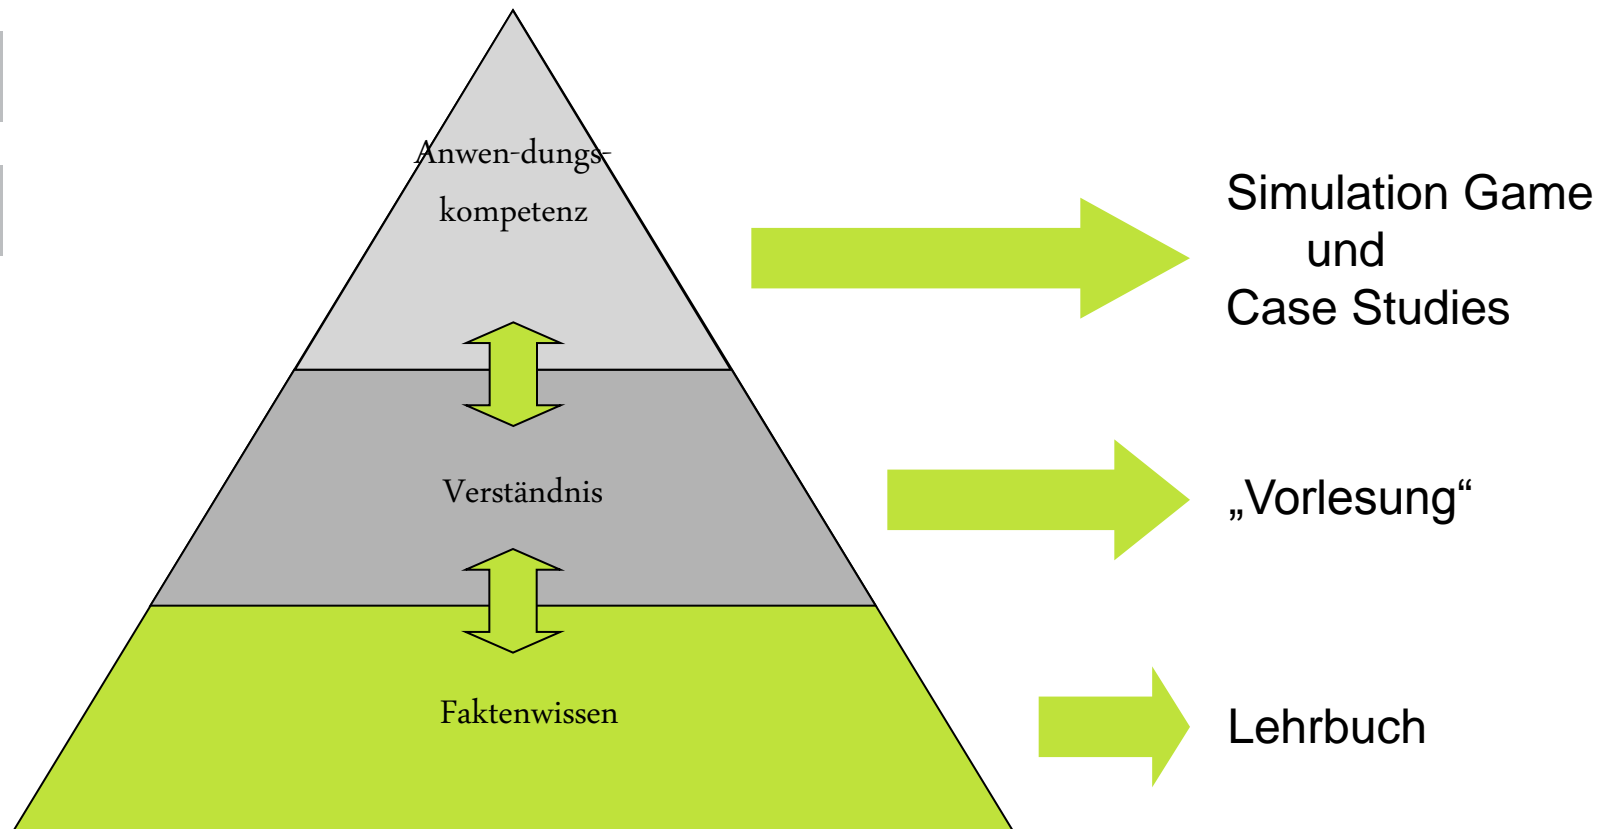 Anwen-dungs-
kompetenz
Simulation Game
und
Case Studies
Verständnis
„Vorlesung“
Faktenwissen
Lehrbuch